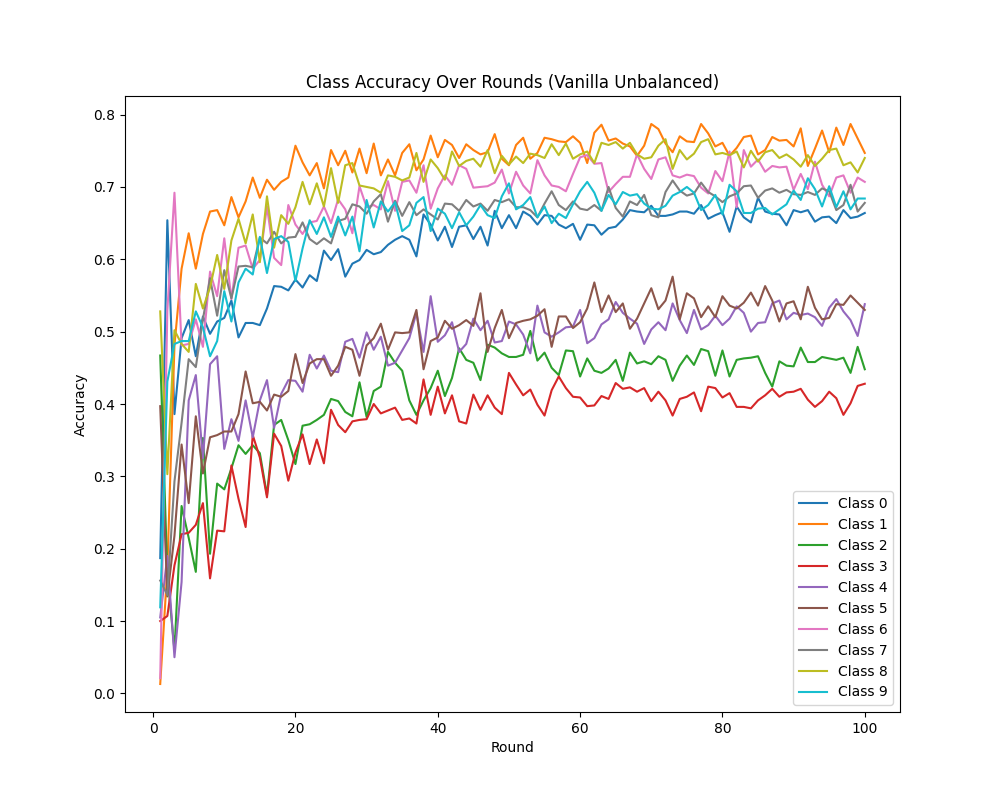 Class Accuracy Over Rounds (Vanilla Unbalanced)
Accuracy
0.8
0.7
0.6
0.5
0.4
0.3
0.2
0.1
0.0
Class 0
Class 1
Class 2
Class 3
Class 4
Class 5
Class 6
Class 7
Class 8
Class 9
0 20 40 60 80 100
Round